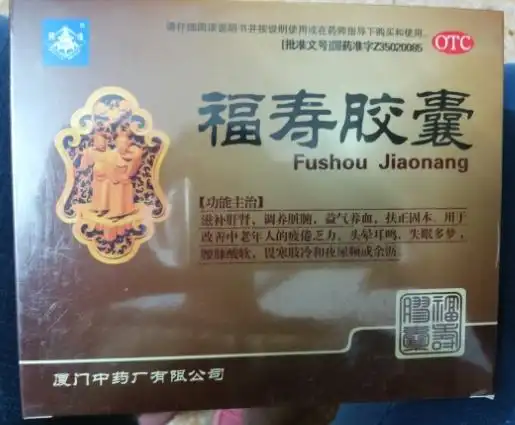 请仔细阅读说明书并按说明使用或在药师指导下购买和使用
[批准文号]国药准字Z35020085
OTC
福寿胶囊
Fushou Jiaonang
【功能主治】
滋补肝肾，调养脏腑，益气养血，扶正固本。用于
改善中老年人的疲倦乏力，头晕耳鸣，失眠多梦，
腰膝酸软，畏寒肢冷和夜尿频或余沥
福寿
膠囊
厦门中药厂有限公司